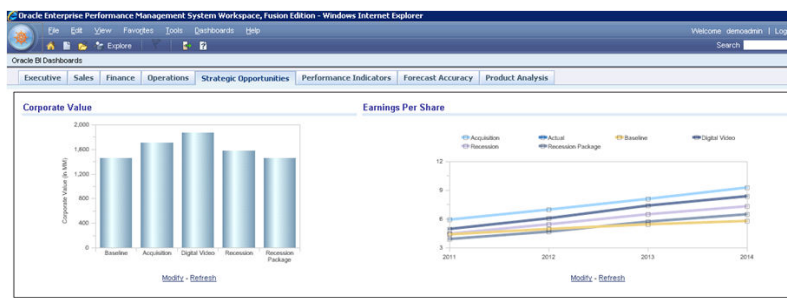 Oracle Enterprise Performance Management System Workspace, Fusion Edition - Windows Internet Explorer
File Edit View Favorites Tools Dashboards Help
Welcome demoadmin | Log
Explore
Search
Oracle BI Dashboards
Executive Sales Finance Operations Strategic Opportunities Performance Indicators Forecast Accuracy Product Analysis
Corporate Value
Corporate Value (in MM)
2,000
1,600
1,200
800
400
0
Baseline Acquisition Digital Video Recession Recession Package
Modify - Refresh
Earnings Per Share
Acquisition Actual Baseline Digital Video
Recession Recession Package
12
9
6
3
2011 2012 2013 2014
Modify - Refresh